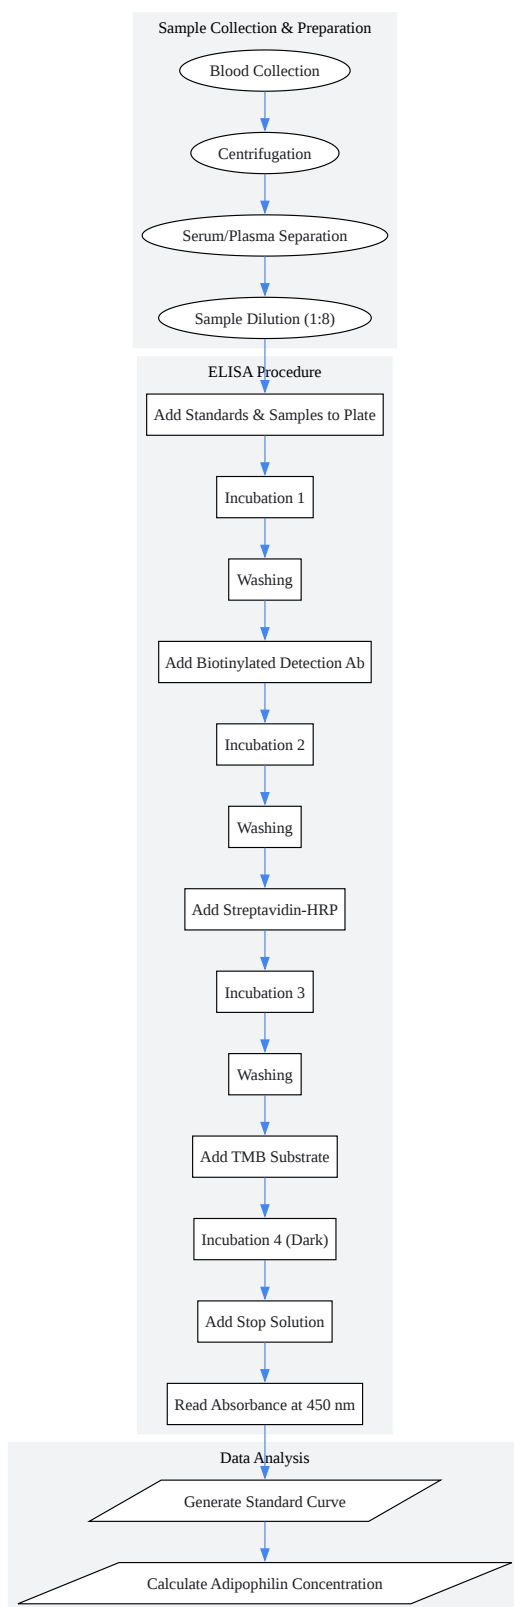 Sample Collection & Preparation
Blood Collection
Centrifugation
Serum/Plasma Separation
Sample Dilution (1:8)
ELISA Procedure
Add Standards & Samples to Plate
Incubation 1
Washing
Add Biotinylated Detection Ab
Incubation 2
Washing
Add Streptavidin-HRP
Incubation 3
Washing
Add TMB Substrate
Incubation 4 (Dark)
Add Stop Solution
Read Absorbance at 450 nm
Data Analysis
Generate Standard Curve
Calculate Adipophilin Concentration